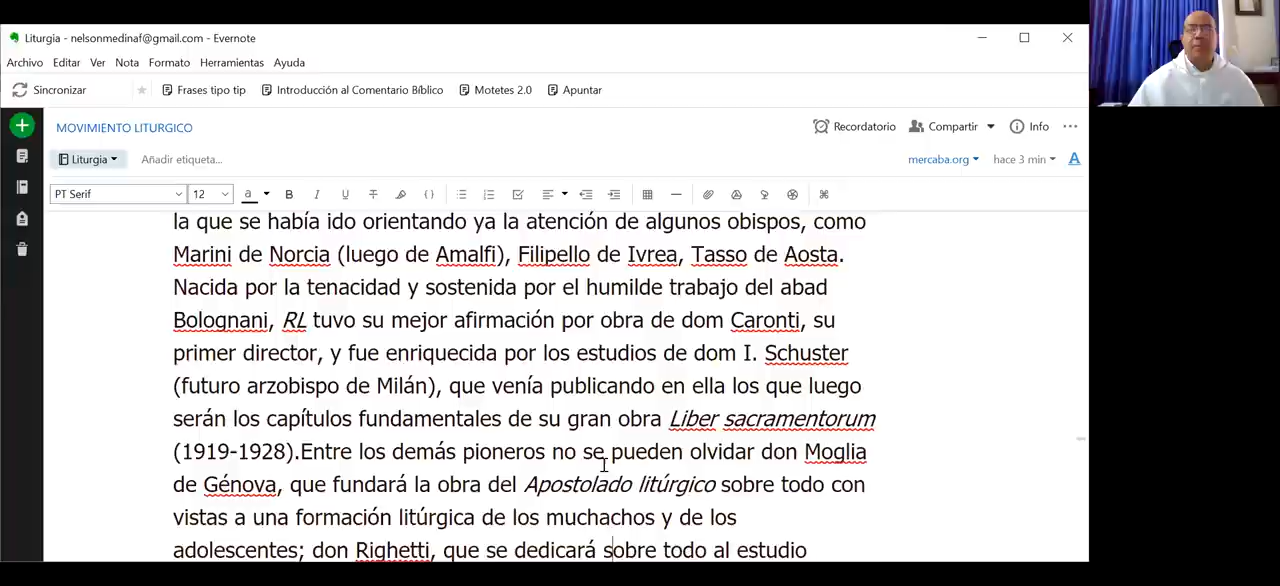 Liturgia - nelsonmedinaf@gmail.com - Evernote
Archivo Editar Ver Nota Formato Herramientas Ayuda
Sincronizar Frases tipo tip Introducción al Comentario Bíblico Motetes 2.0 Apuntar
MOVIMIENTO LITURGICO Recordatorio Compartir Info
Liturgia Añadir etiqueta... mercaba.org hace 3 min
PT Serif 12
la que se había ido orientando ya la atención de algunos obispos, como
Marini de Norcia (luego de Amalfi), Filipello de Ivrea, Tasso de Aosta.
Nacida por la tenacidad y sostenida por el humilde trabajo del abad
Bolognani, RL tuvo su mejor afirmación por obra de dom Caronti, su
primer director, y fue enriquecida por los estudios de dom I. Schuster
(futuro arzobispo de Milán), que venía publicando en ella los que luego
serán los capítulos fundamentales de su gran obra Liber sacramentorum
(1919-1928).Entre los demás pioneros no se pueden olvidar don Moglia
de Génova, que fundará la obra del Apostolado litúrgico sobre todo con
vistas a una formación litúrgica de los muchachos y de los
adolescentes; don Righetti, que se dedicará sobre todo al estudio